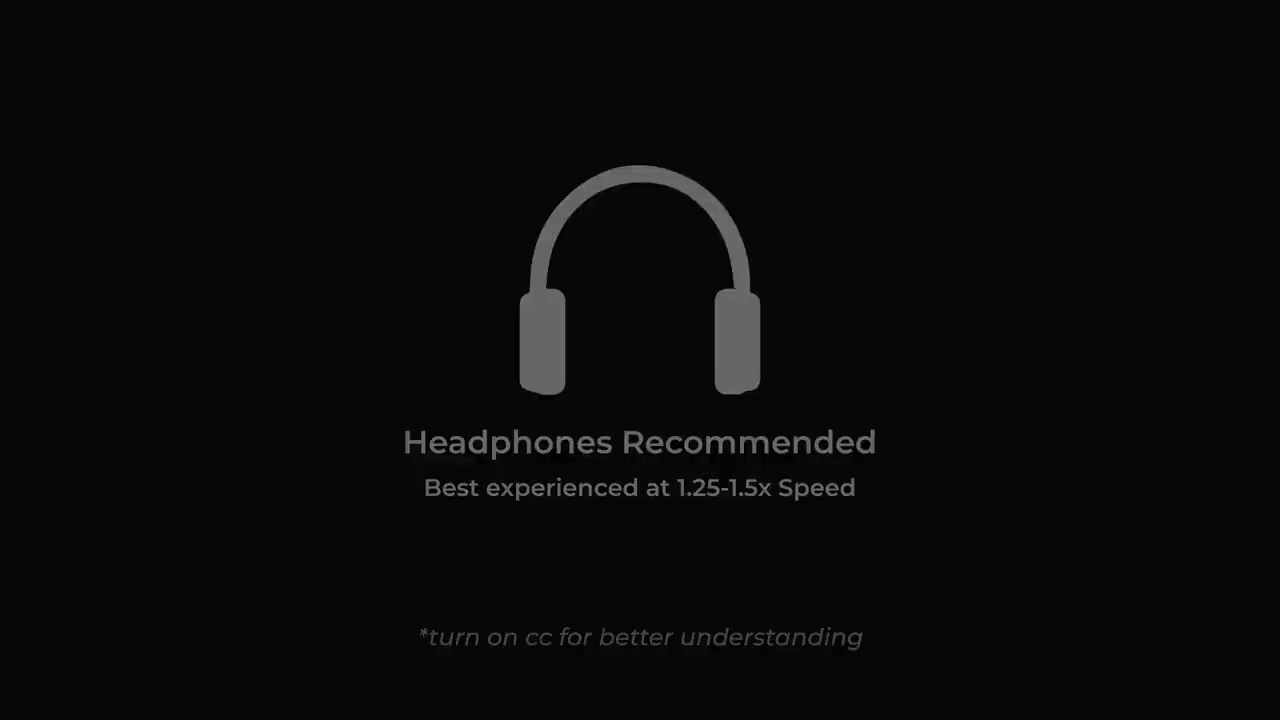 Headphones Recommended
Best experienced at 1.25-1.5x Speed
*turn on cc for better understanding